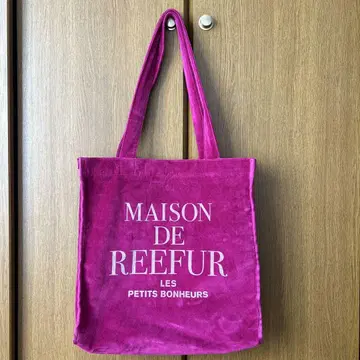 MAISON
DE
REEFUR
LES
PETITS BONHEURS